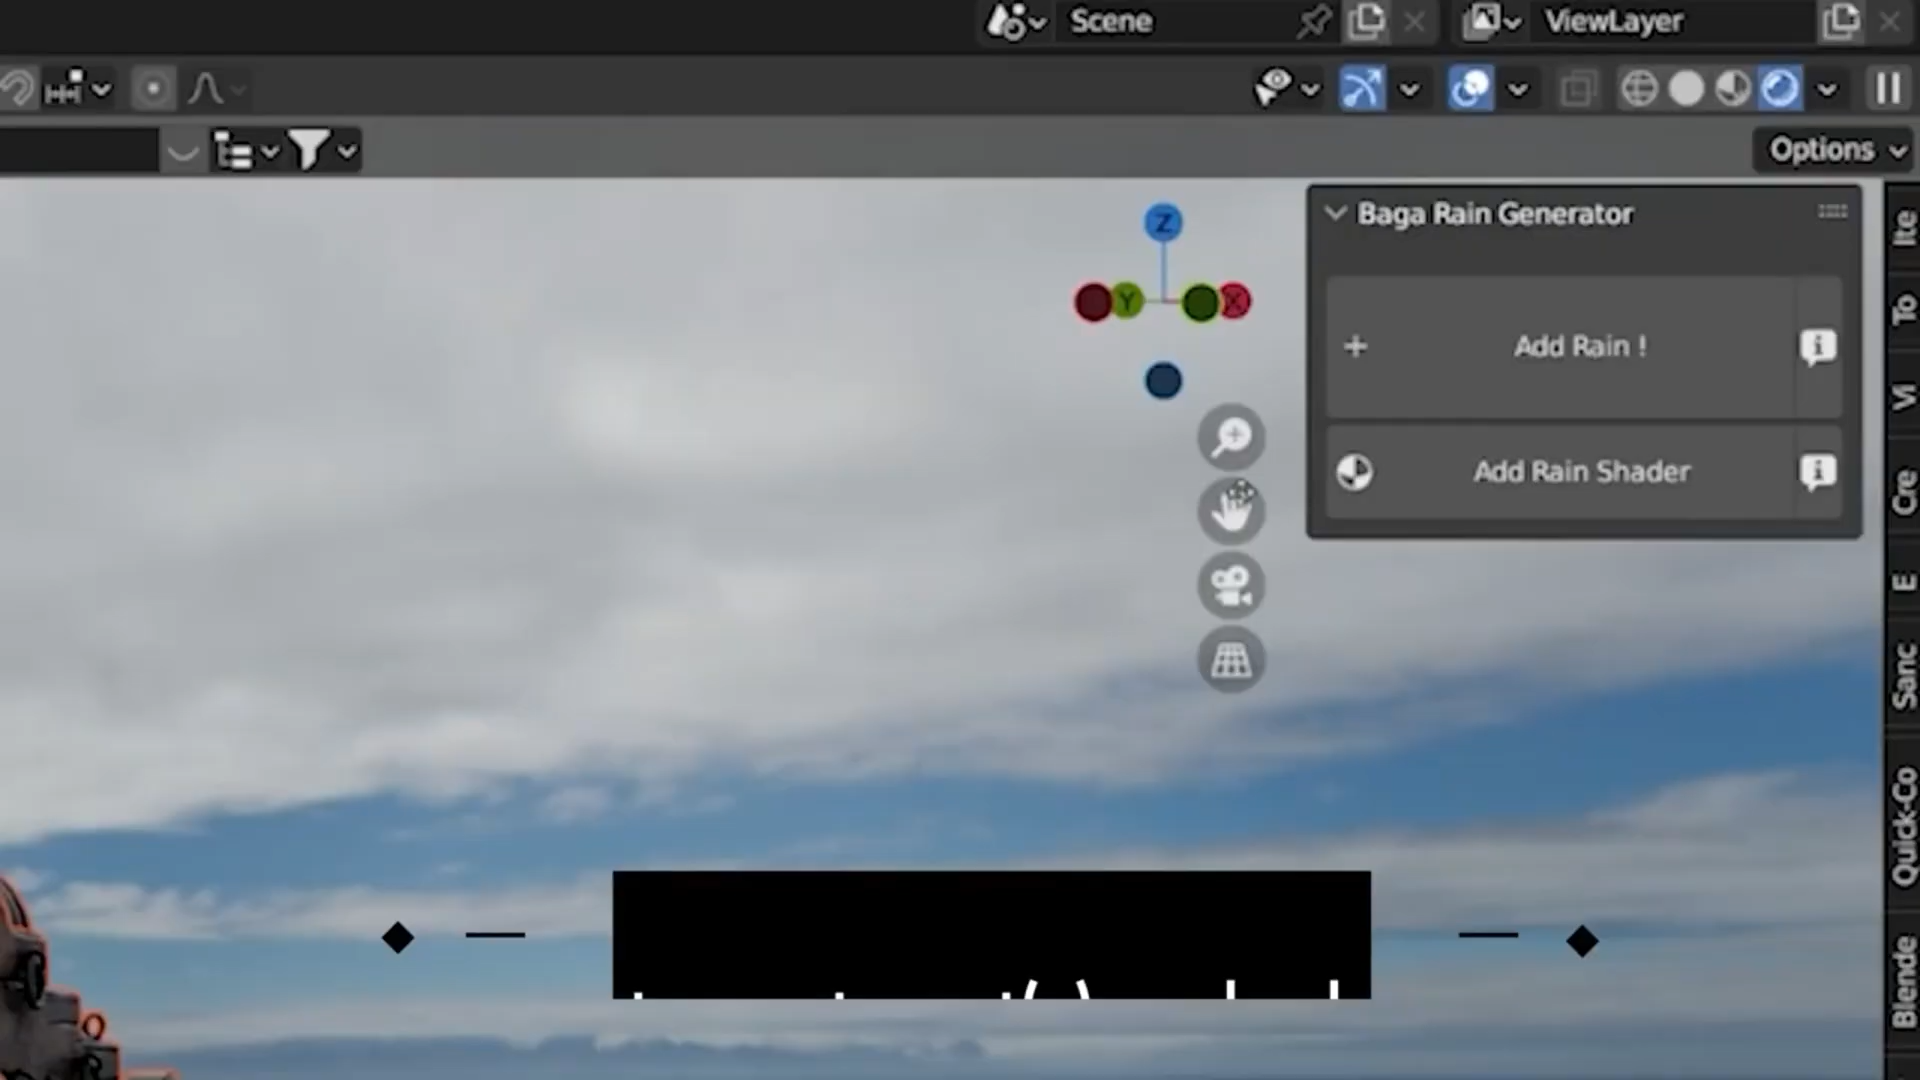 Scene
ViewLayer
Options
Baga Rain Generator
Z
Y
X
Add Rain !
Add Rain Shader
Ite
To
Vi
Cre
E
Sanc
Quick-Co
Blende